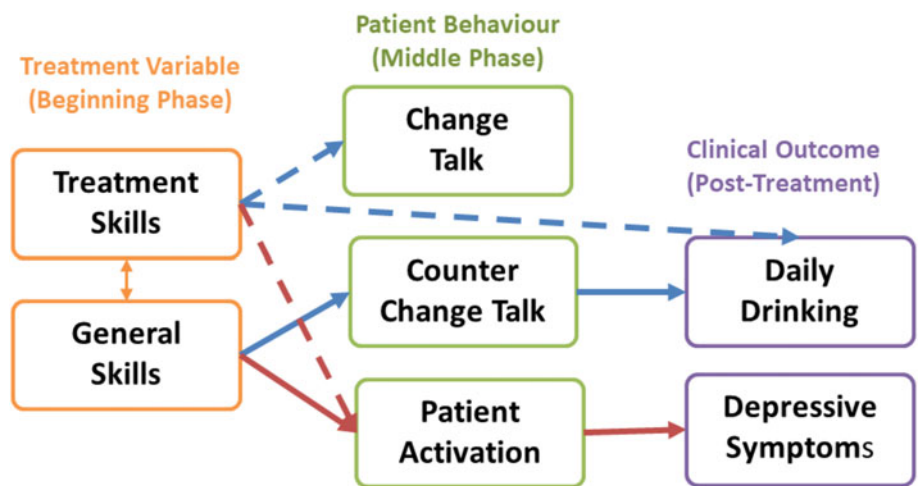 Treatment Variable
(Beginning Phase)
Patient Behaviour
(Middle Phase)
Clinical Outcome
(Post-Treatment)
Treatment
Skills
General
Skills
Change
Talk
Counter
Change Talk
Patient
Activation
Daily
Drinking
Depressive
Symptoms